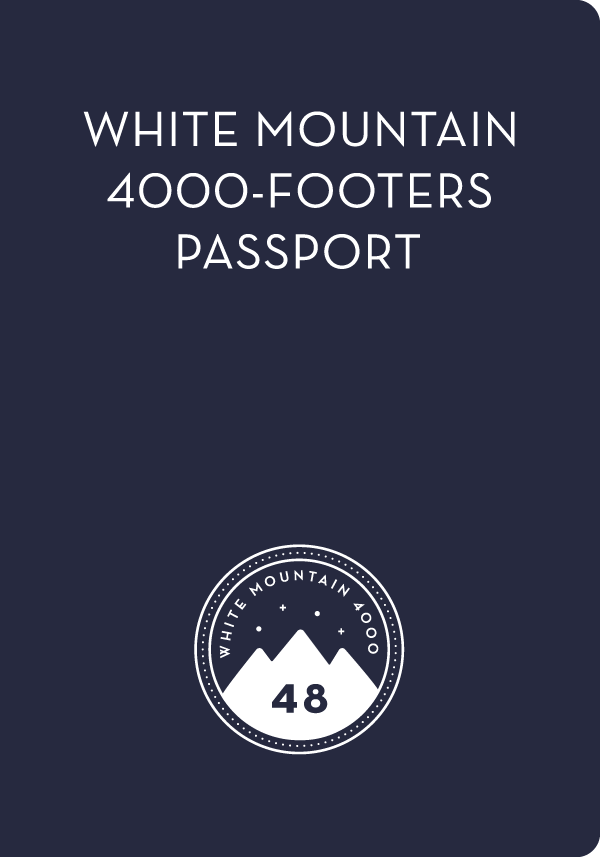 WHITE MOUNTAIN
4000-FOOTERS
PASSPORT
WHITE MOUNTAIN 4000
48